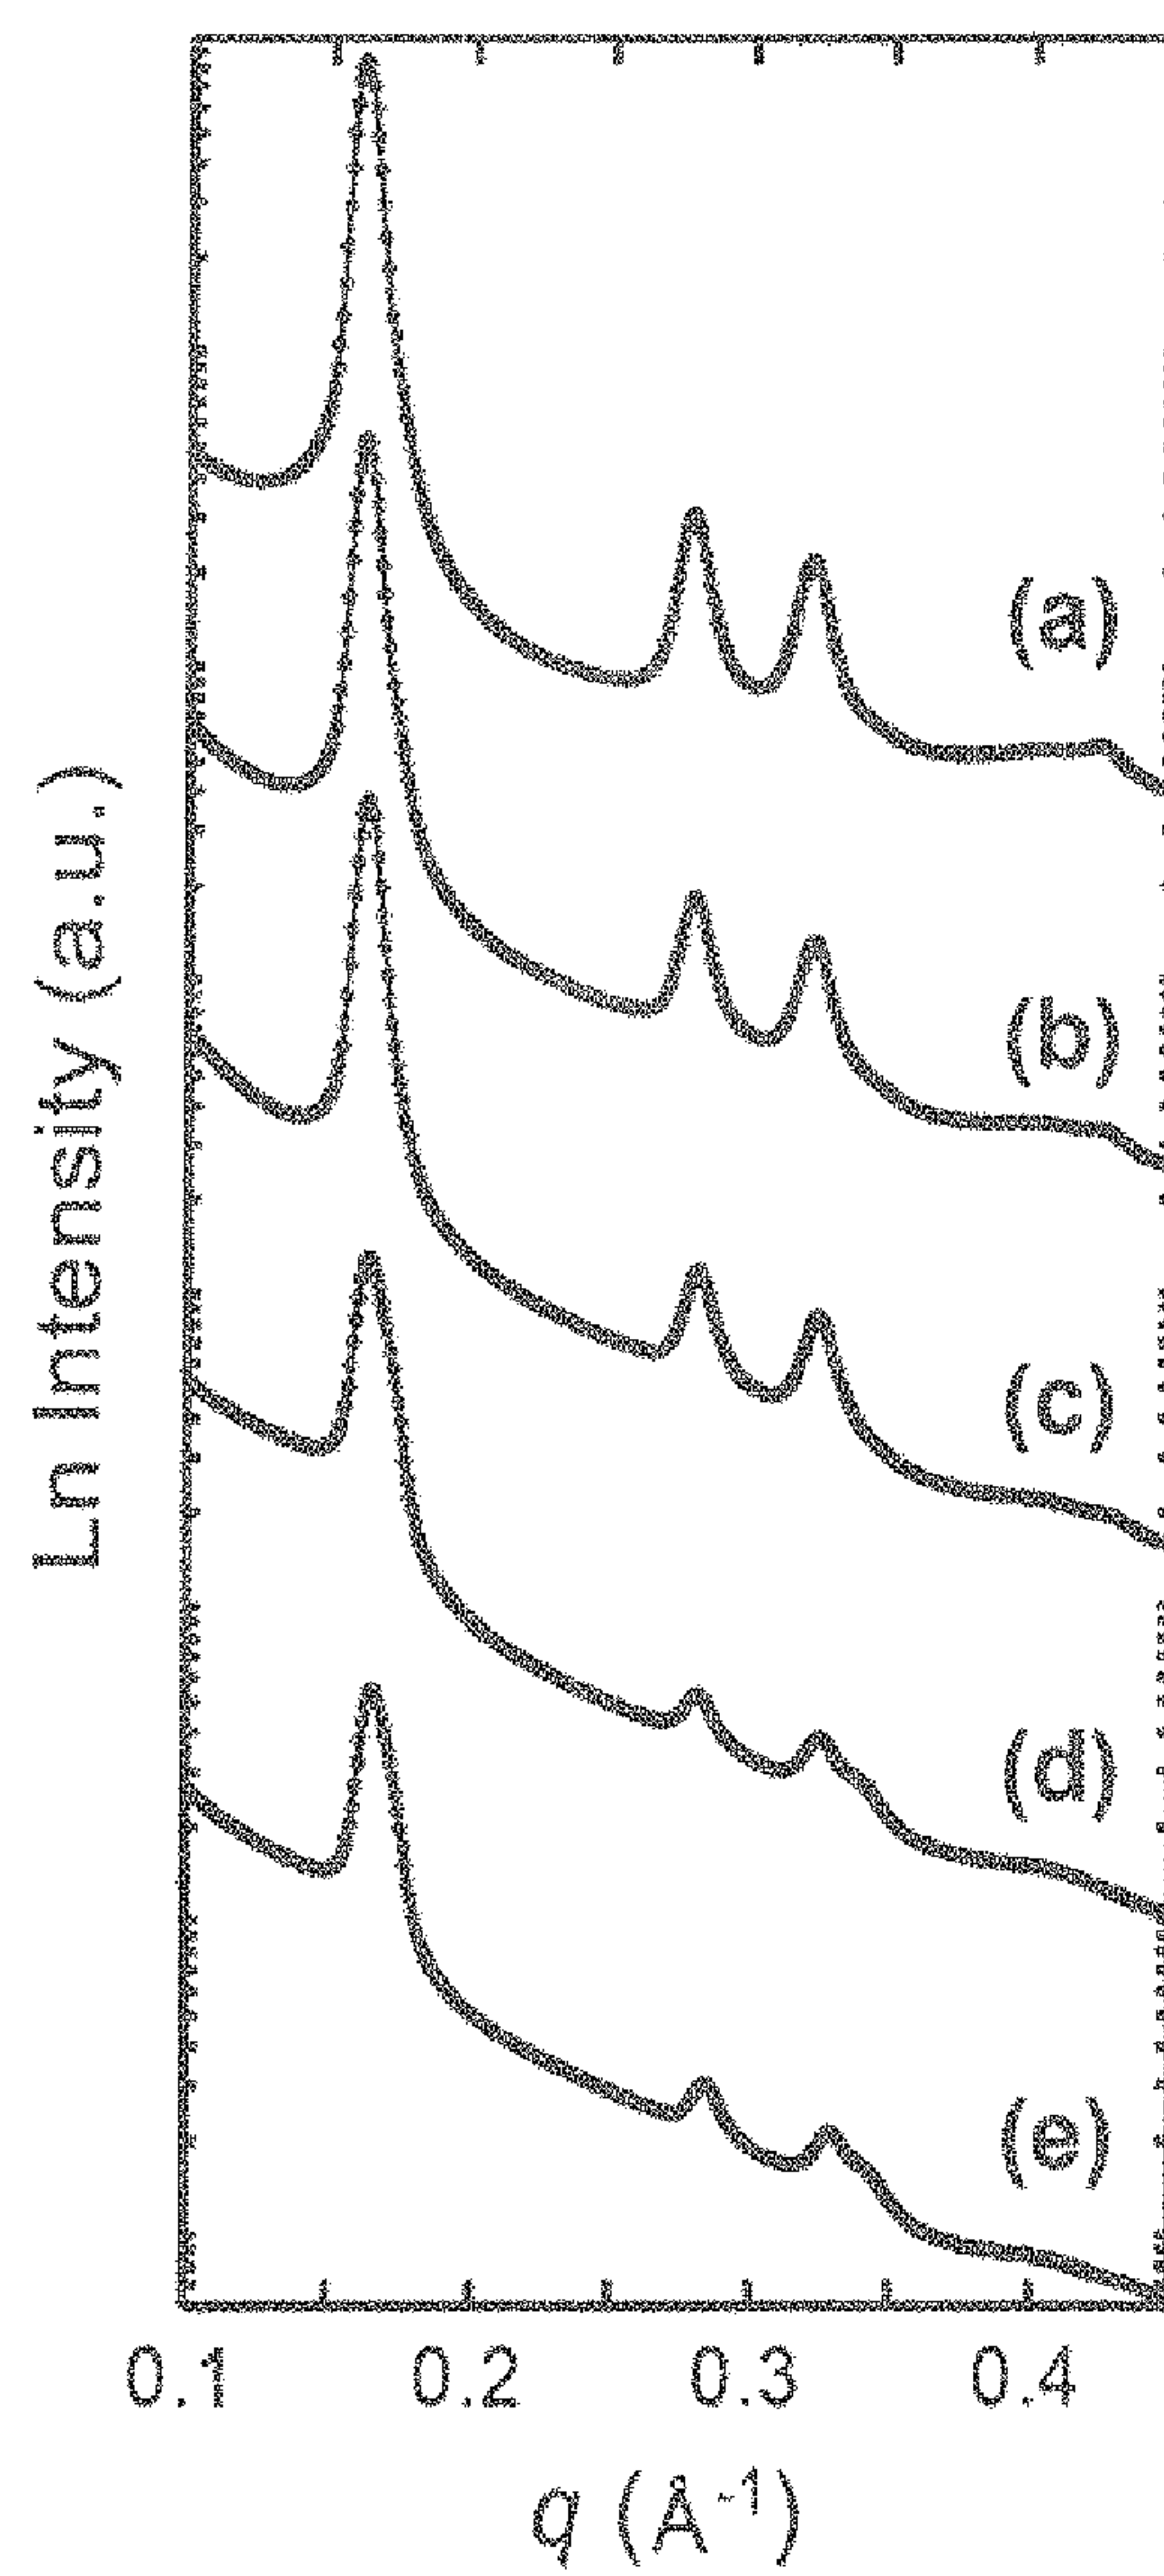 Ln Intensity (a.u.)
(a)
(b)
(c)
(d)
(e)
0.1 0.2 0.3 0.4
q (Å-1)